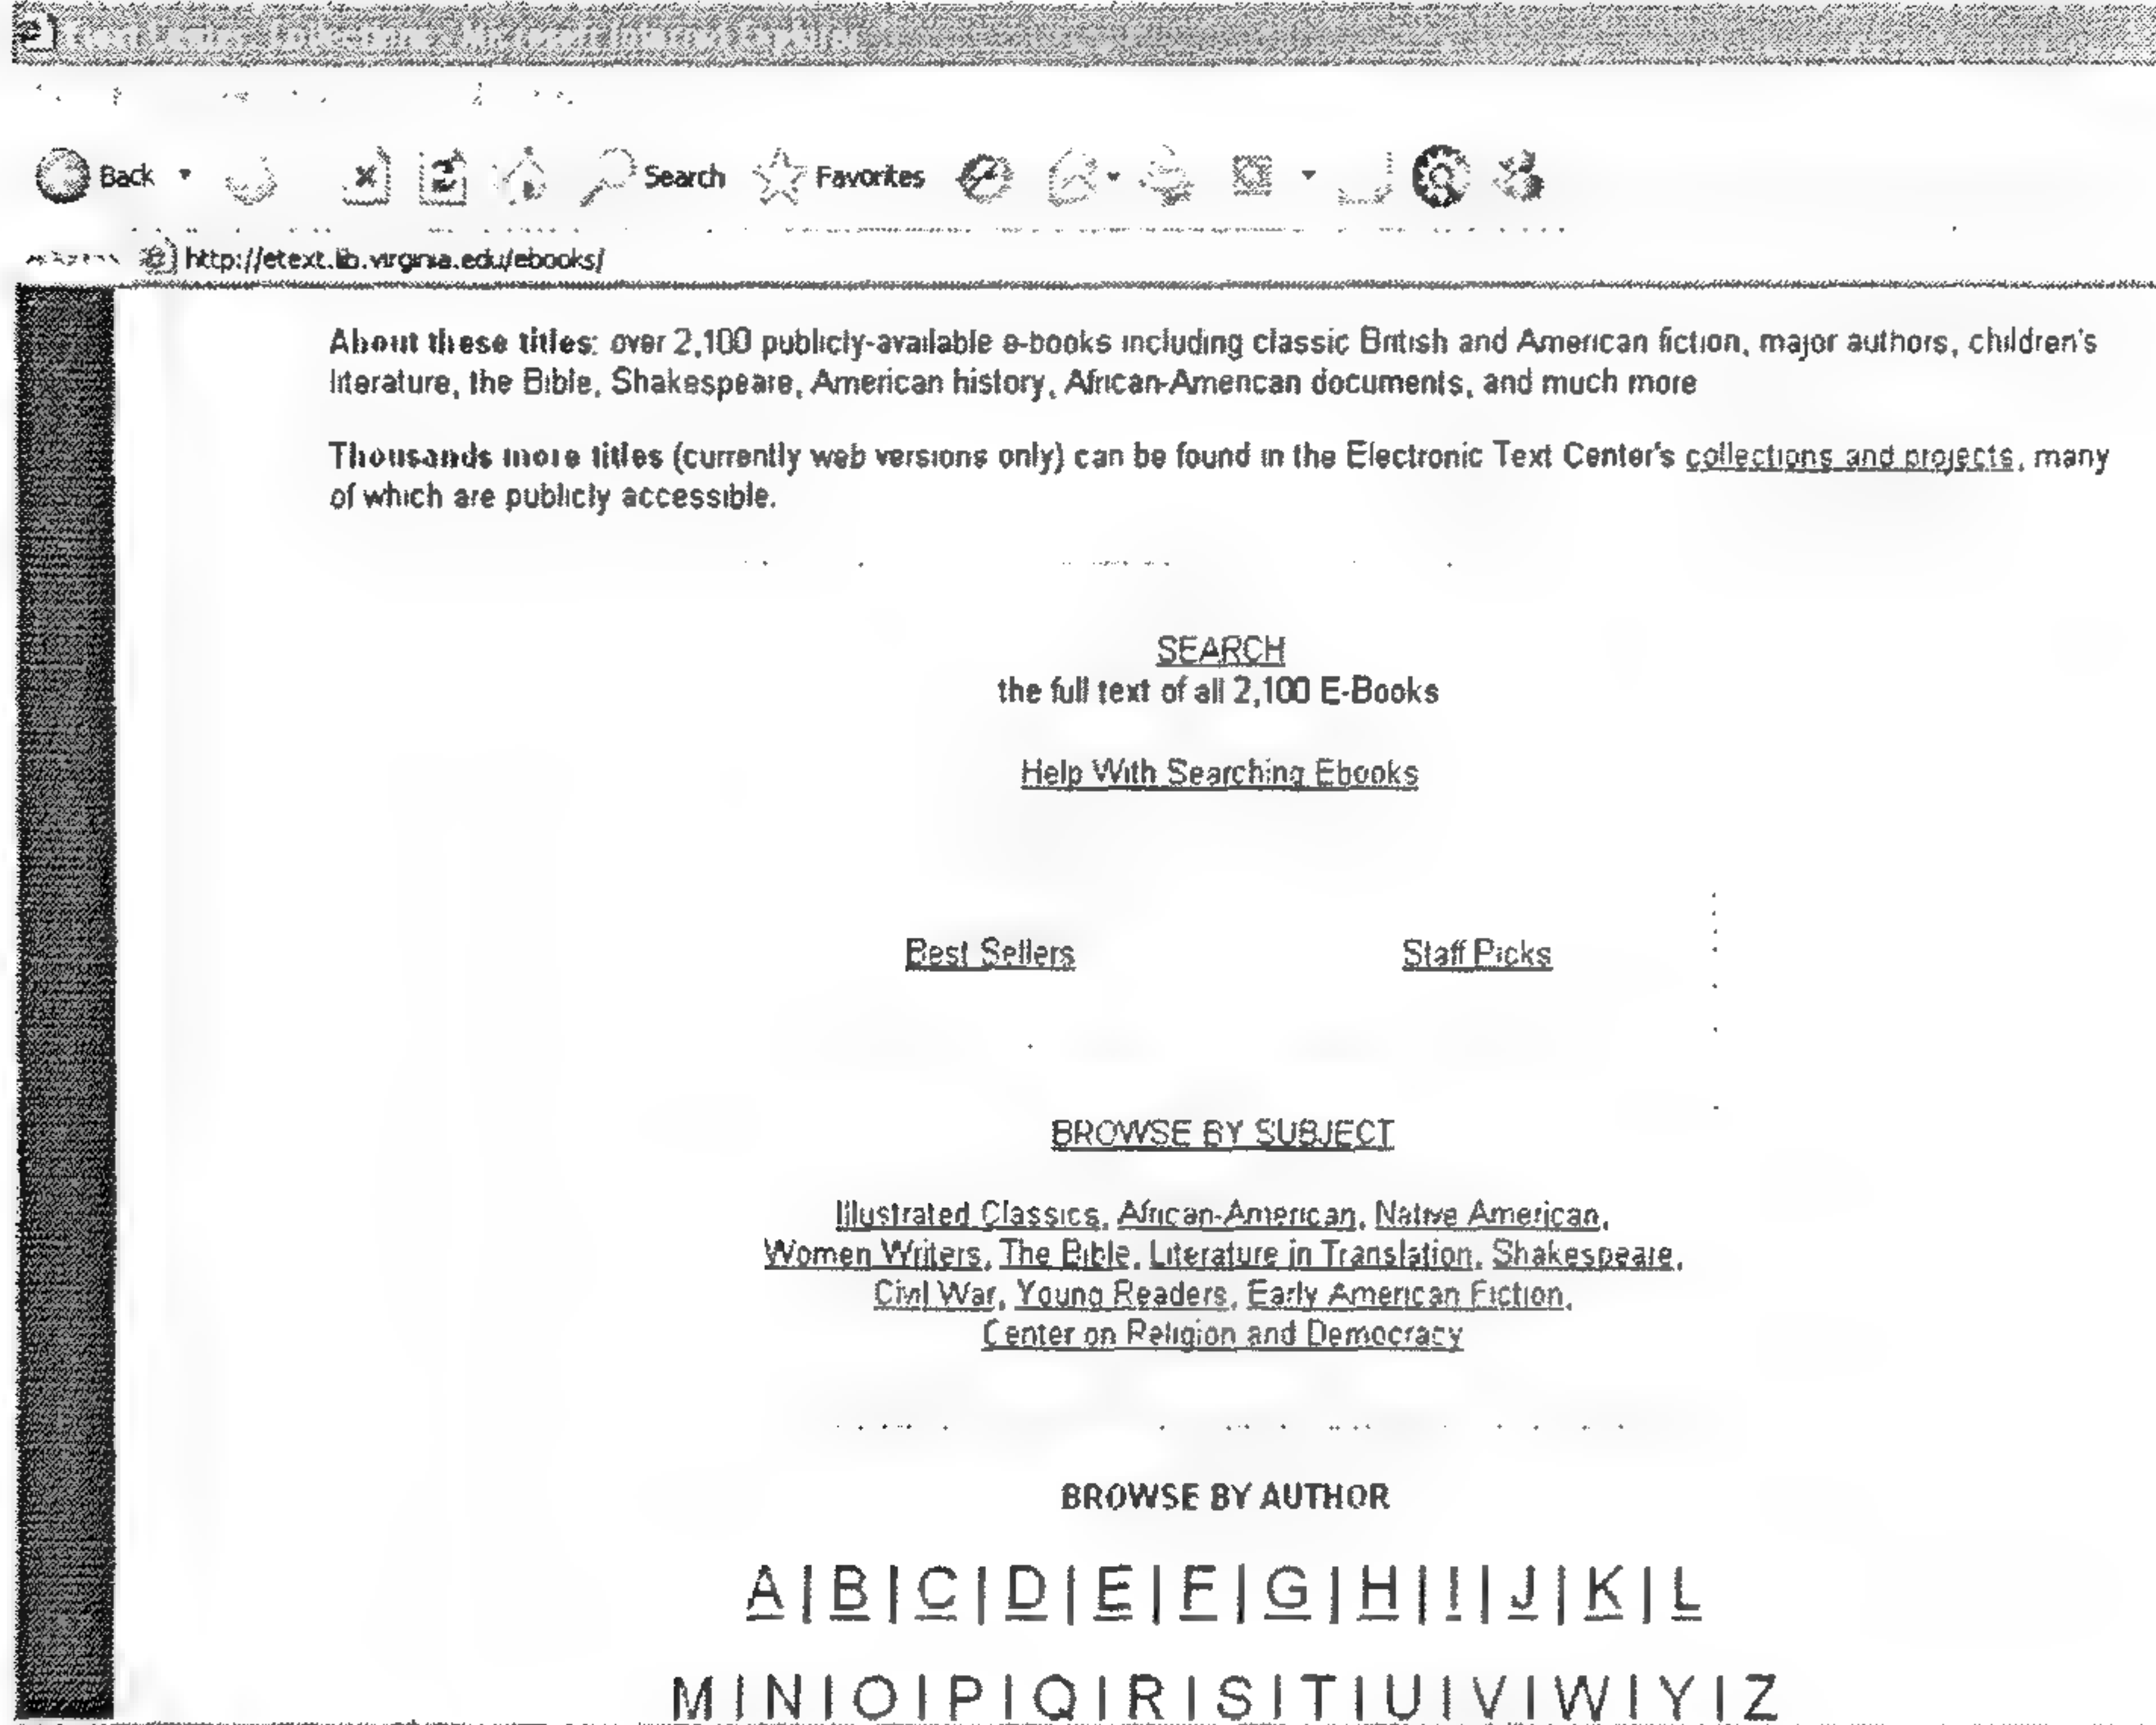 Microsoft Internet Explorer
Back Search Favorites
http://etext.lib.virginia.edu/ebooks/
About these titles: over 2,100 publicly-available e-books including classic British and American fiction, major authors, children's
literature, the Bible, Shakespeare, American history, African-American documents, and much more
Thousands more titles (currently web versions only) can be found in the Electronic Text Center's collections and projects, many
of which are publicly accessible.
SEARCH
the full text of all 2,100 E-Books
Help With Searching Ebooks
Best Sellers Staff Picks
BROWSE BY SUBJECT
Illustrated Classics, African-American, Native American,
Women Writers, The Bible, Literature in Translation, Shakespeare,
Civil War, Young Readers, Early American Fiction,
Center on Religion and Democracy
BROWSE BY AUTHOR
A | B | C | D | E | F | G | H | I | J | K | L
M | N | O | P | Q | R | S | T | U | V | W | Y | Z